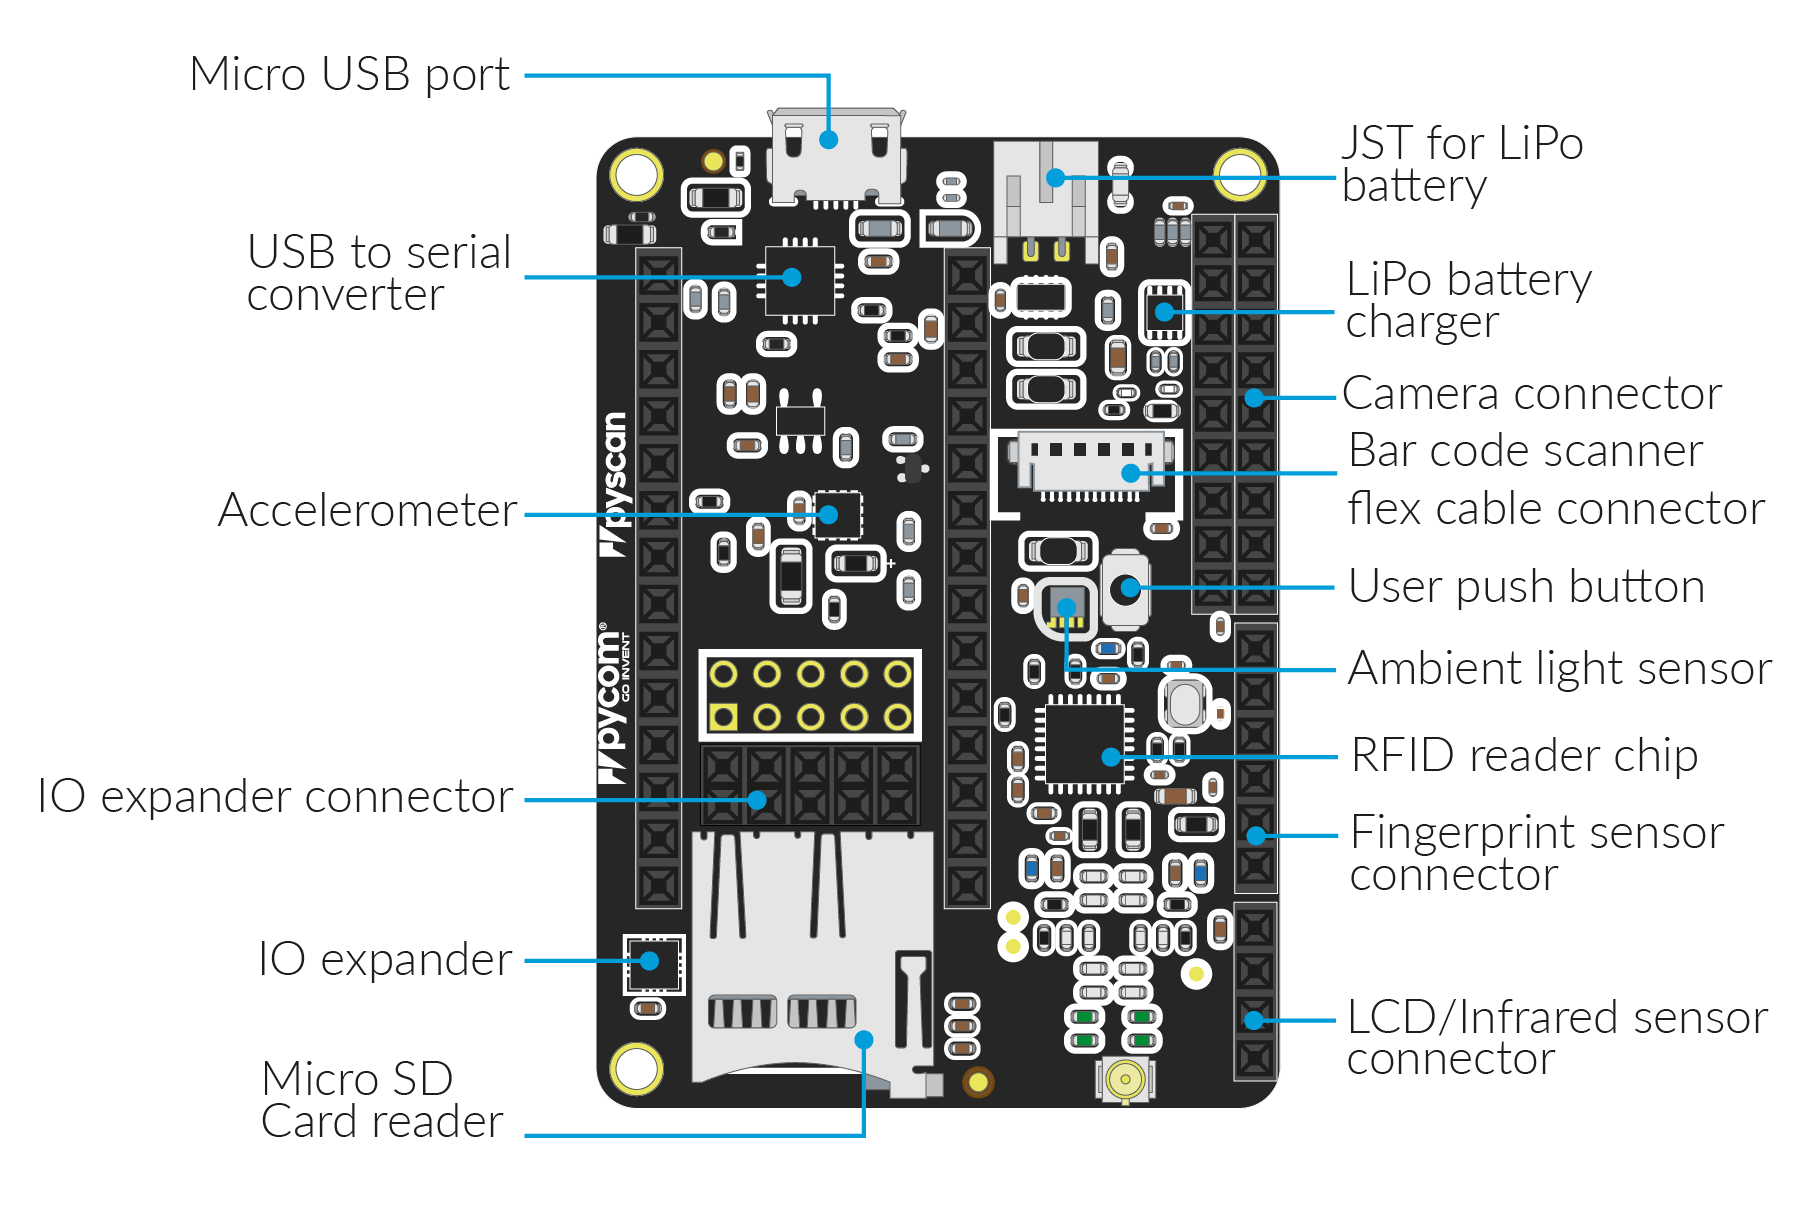 Micro USB port
USB to serial
converter
Accelerometer
IO expander connector
IO expander
Micro SD
Card reader
pyscan
pycom®
GO INVENT
+
JST for LiPo
battery
LiPo battery
charger
Camera connector
Bar code scanner
flex cable connector
User push button
Ambient light sensor
RFID reader chip
Fingerprint sensor
connector
LCD/Infrared sensor
connector